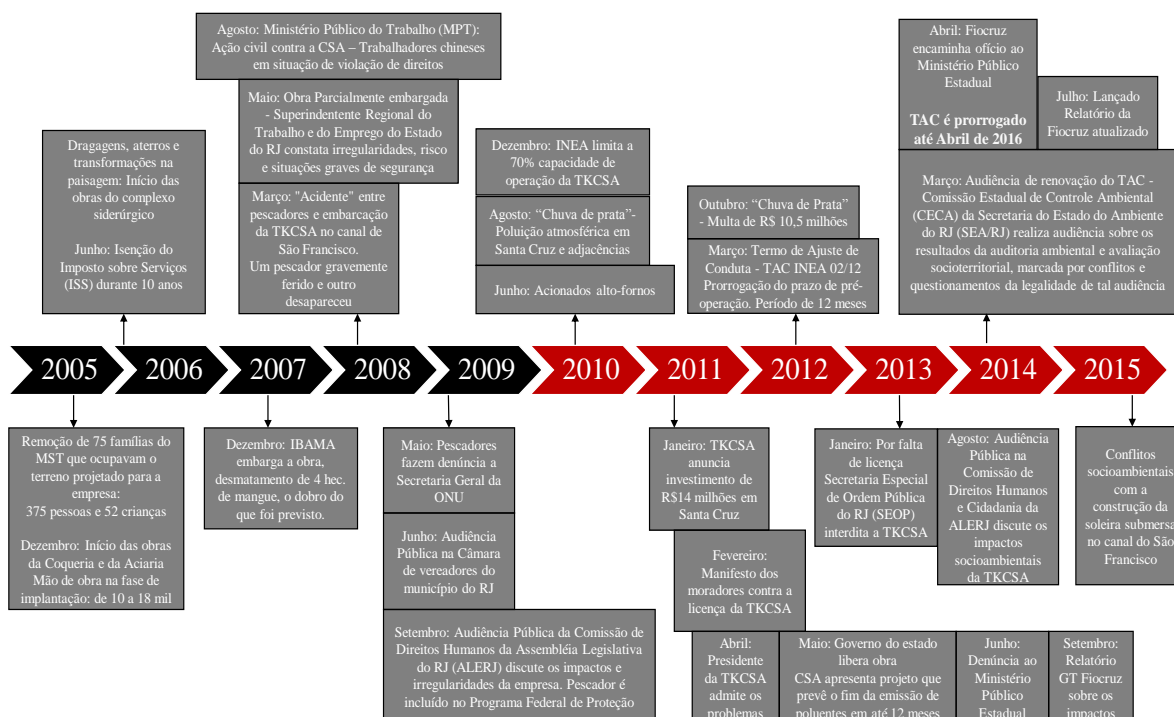 Agosto: Ministério Público do Trabalho (MPT):
Ação civil contra a CSA – Trabalhadores chineses
em situação de violação de direitos
Maio: Obra Parcialmente embargada
- Superintendente Regional do
Trabalho e do Emprego do Estado
do RJ constata irregularidades, risco
e situações graves de segurança
Março: "Acidente" entre
pescadores e embarcação
da TKCSA no canal de
São Francisco.
Um pescador gravemente
ferido e outro
desapareceu
Dragagens, aterros e
transformações na
paisagem: Início das
obras do complexo
siderúrgico
Junho: Isenção do
Imposto sobre Serviços
(ISS) durante 10 anos
Dezembro: INEA limita a
70% capacidade de
operação da TKCSA
Agosto: “Chuva de prata”-
Poluição atmosférica em
Santa Cruz e adjacências
Junho: Acionados alto-fornos
Outubro: “Chuva de Prata”
- Multa de R$ 10,5 milhões
Março: Termo de Ajuste de
Conduta - TAC INEA 02/12
Prorrogação do prazo de pré-
operação. Período de 12 meses
Abril: Fiocruz
encaminha ofício ao
Ministério Público
Estadual
TAC é prorrogado
até Abril de 2016
Julho: Lançado
Relatório da
Fiocruz atualizado
Março: Audiência de renovação do TAC -
Comissão Estadual de Controle Ambiental
(CECA) da Secretaria do Estado do Ambiente
do RJ (SEA/RJ) realiza audiência sobre os
resultados da auditoria ambiental e avaliação
socioterritorial, marcada por conflitos e
questionamentos da legalidade de tal audiência
2005 2006 2007 2008 2009 2010 2011 2012 2013 2014 2015
Remoção de 75 famílias do
MST que ocupavam o
terreno projetado para a
empresa:
375 pessoas e 52 crianças
Dezembro: Início das obras
da Coqueria e da Aciaria
Mão de obra na fase de
implantação: de 10 a 18 mil
Dezembro: IBAMA
embarga a obra,
desmatamento de 4 hec.
de mangue, o dobro do
que foi previsto.
Maio: Pescadores
fazem denúncia a
Secretaria Geral da
ONU
Junho: Audiência
Pública na Câmara
de vereadores do
município do RJ
Setembro: Audiência Pública da Comissão de
Direitos Humanos da Assembléia Legislativa
do RJ (ALERJ) discute os impactos e
irregularidades da empresa. Pescador é
incluído no Programa Federal de Proteção
Janeiro: TKCSA
anuncia
investimento de
R$14 milhões em
Santa Cruz
Fevereiro:
Manifesto dos
moradores contra a
licença da TKCSA
Abril:
Presidente
da TKCSA
admite os
problemas
Maio: Governo do estado
libera obra
CSA apresenta projeto que
prevê o fim da emissão de
poluentes em até 12 meses
Junho:
Denúncia ao
Ministério
Público
Estadual
Setembro:
Relatório
GT Fiocruz
sobre os
impactos
Janeiro: Por falta
de licença
Secretaria Especial
de Ordem Pública
do RJ (SEOP)
interdita a TKCSA
Agosto: Audiência
Pública na
Comissão de
Direitos Humanos
e Cidadania da
ALERJ discute os
impactos
socioambientais
da TKCSA
Conflitos
socioambientais
com a
construção da
soleira submersa
no canal do São
Francisco